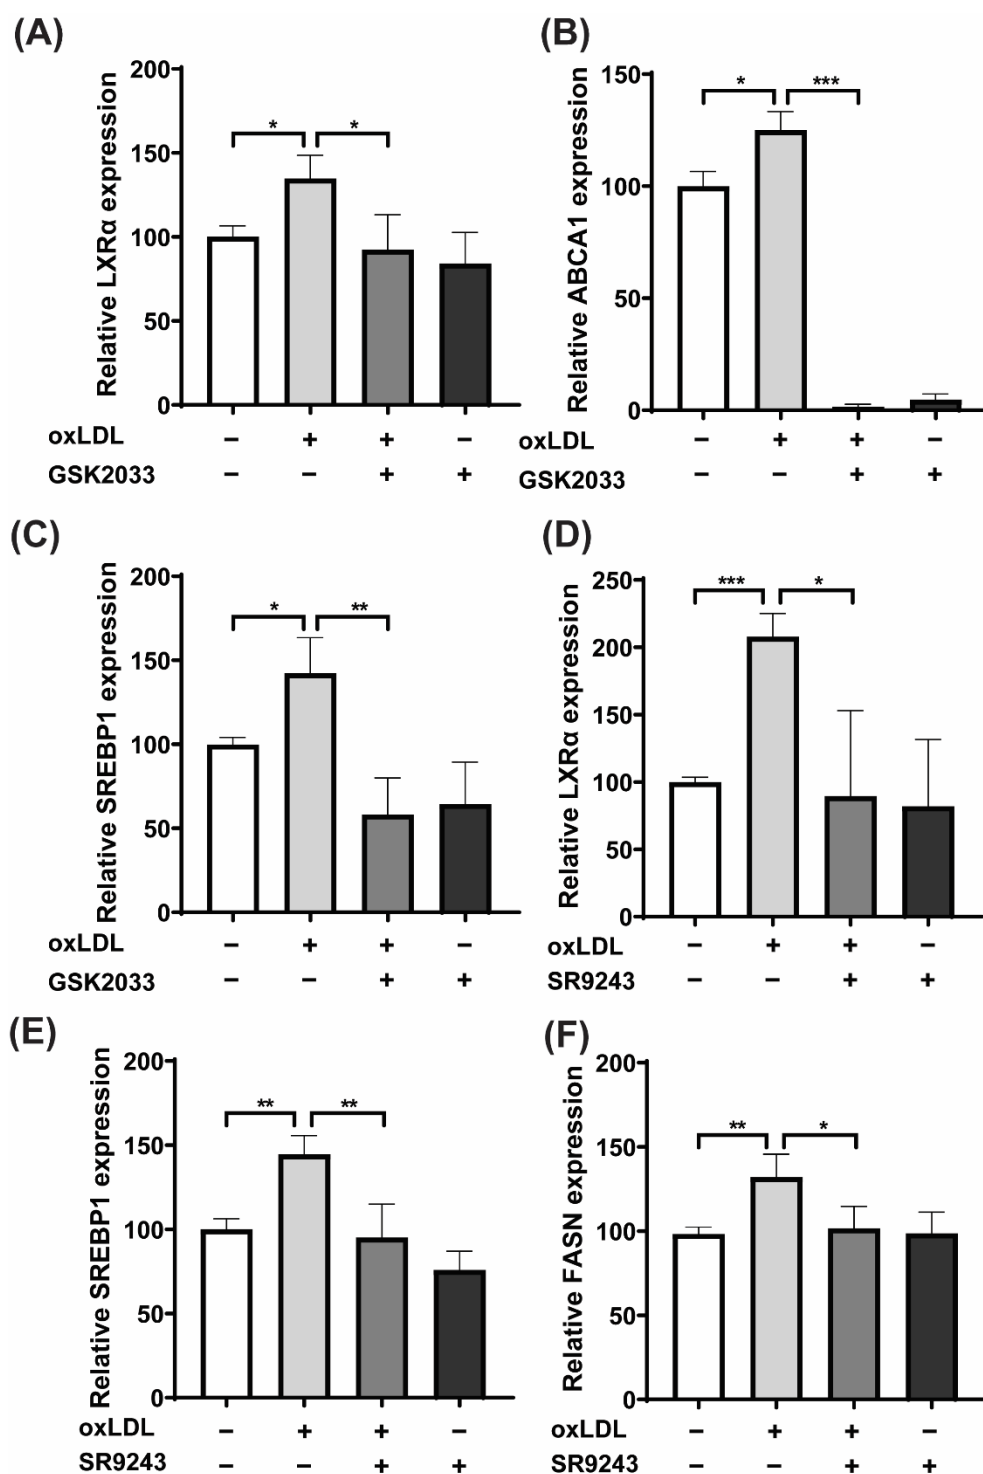 (A)
Relative LXRα expression
200
150
100
50
0
* *
oxLDL − + + −
GSK2033 − − + +
(B)
Relative ABCA1 expression
150
100
50
0
* ***
oxLDL − + + −
GSK2033 − − + +
(C)
Relative SREBP1 expression
200
150
100
50
0
* **
oxLDL − + + −
GSK2033 − − + +
(D)
Relative LXRα expression
250
200
150
100
50
0
*** *
oxLDL − + + −
SR9243 − − + +
(E)
Relative SREBP1 expression
200
150
100
50
0
** **
oxLDL − + + −
SR9243 − − + +
(F)
Relative FASN expression
200
150
100
50
0
** *
oxLDL − + + −
SR9243 − − + +